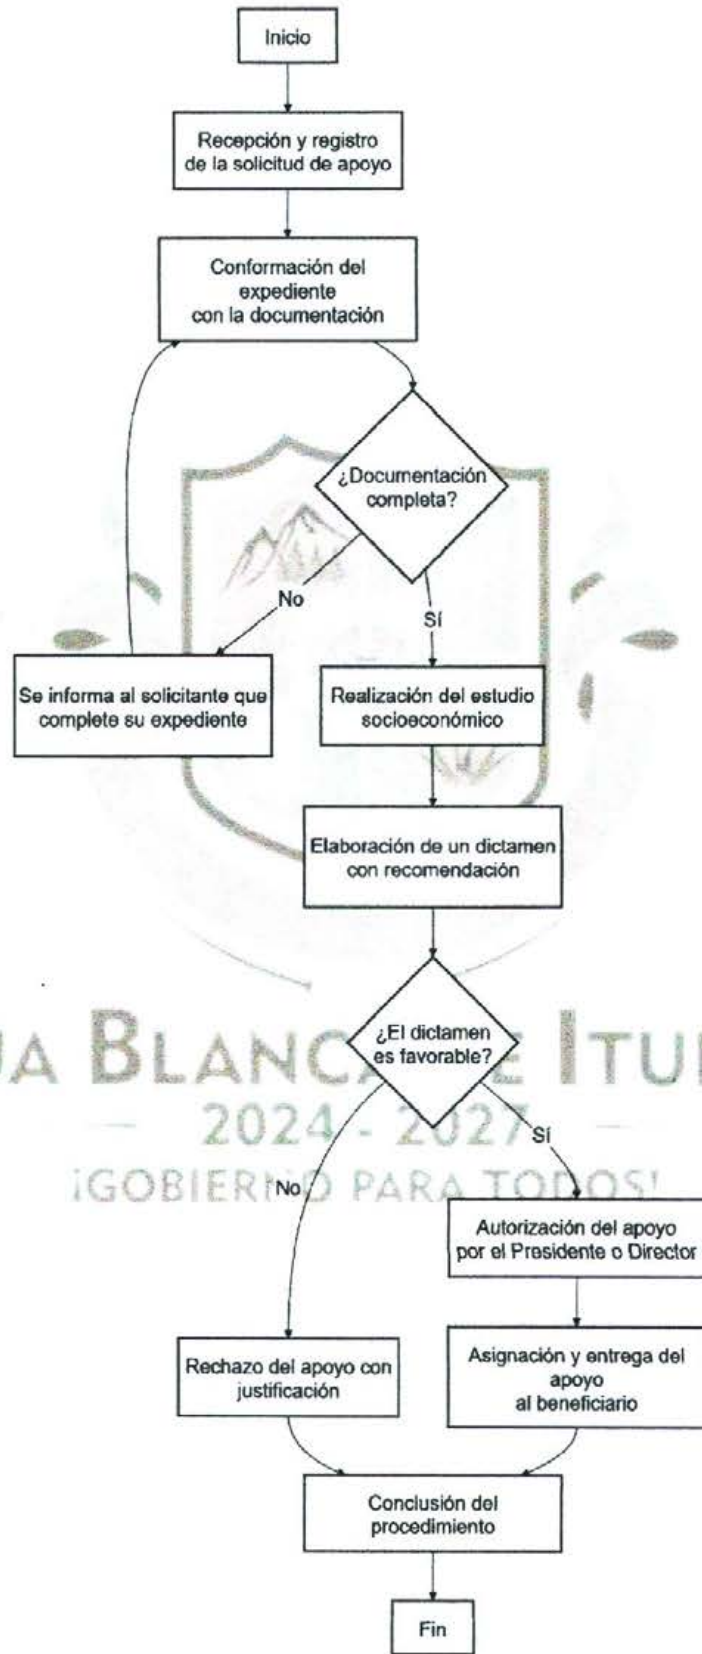 Inicio
Recepción y registro
de la solicitud de apoyo
Conformación del
expediente
con la documentación
¿Documentación
completa?
No
Sí
Se informa al solicitante que
complete su expediente
Realización del estudio
socioeconómico
Elaboración de un dictamen
con recomendación
¿El dictamen
es favorable?
BLANCA
2024 - 2027
Sí
No
¡GOBIERNO PARA TODOS!
Autorización del apoyo
por el Presidente o Director
Rechazo del apoyo con
justificación
Asignación y entrega del
apoyo
al beneficiario
Conclusión del
procedimiento
Fin